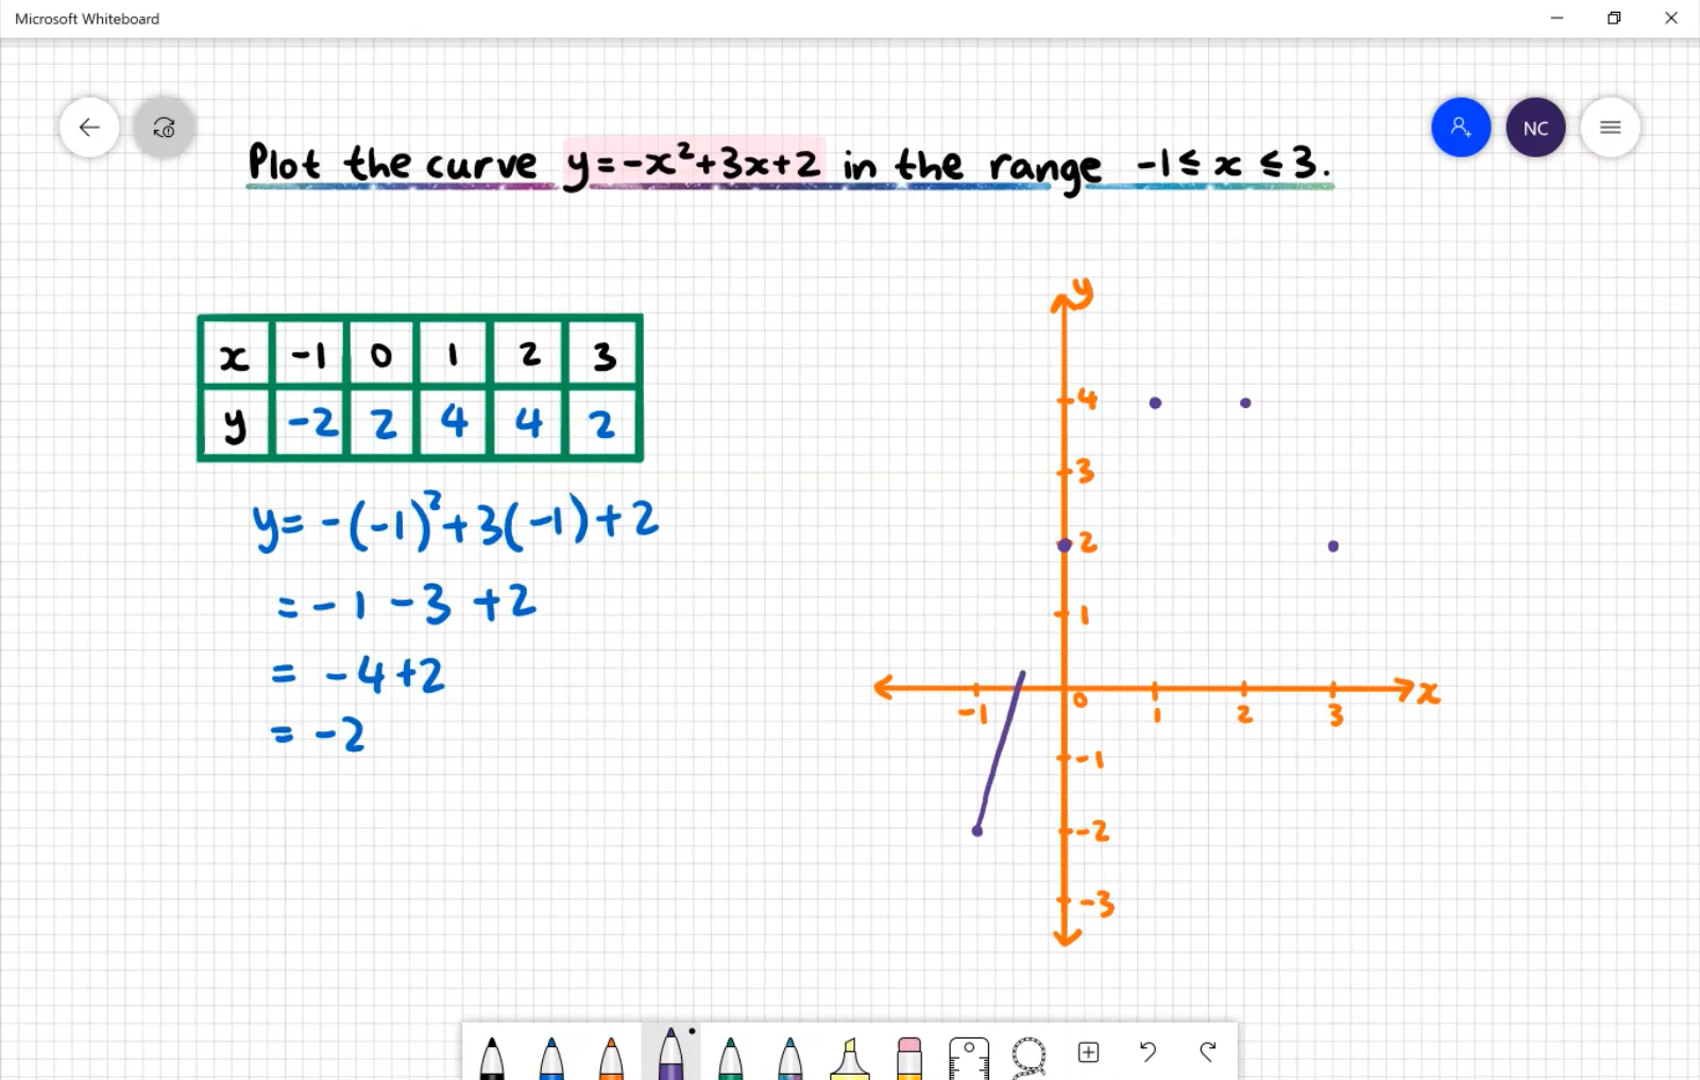 Microsoft Whiteboard
NC
Plot the curve y=-x²+3x+2 in the range -1≤ x ≤3.
x -1 0 1 2 3
y -2 2 4 4 2
y= -(-1)²+3(-1)+2
= -1 -3 +2
= -4+2
= -2
y
4
3
2
1
-1 0 1 2 3 x
-1
-2
-3